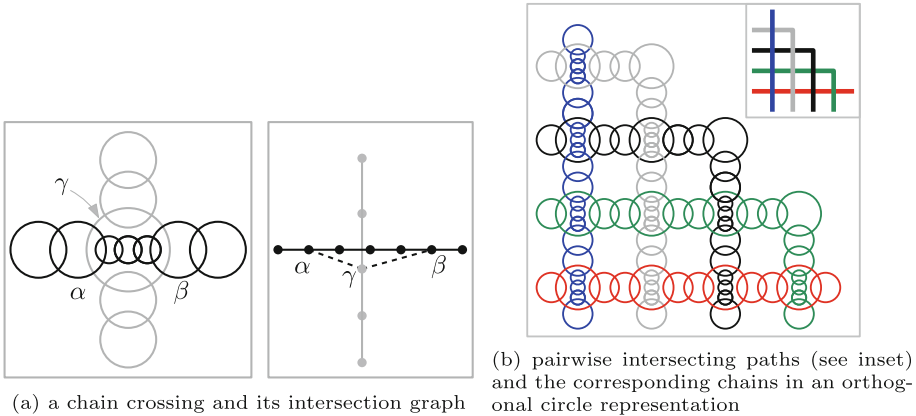 γ
α
β
α
γ
β
(a) a chain crossing and its intersection graph
(b) pairwise intersecting paths (see inset)
and the corresponding chains in an orthog-
onal circle representation